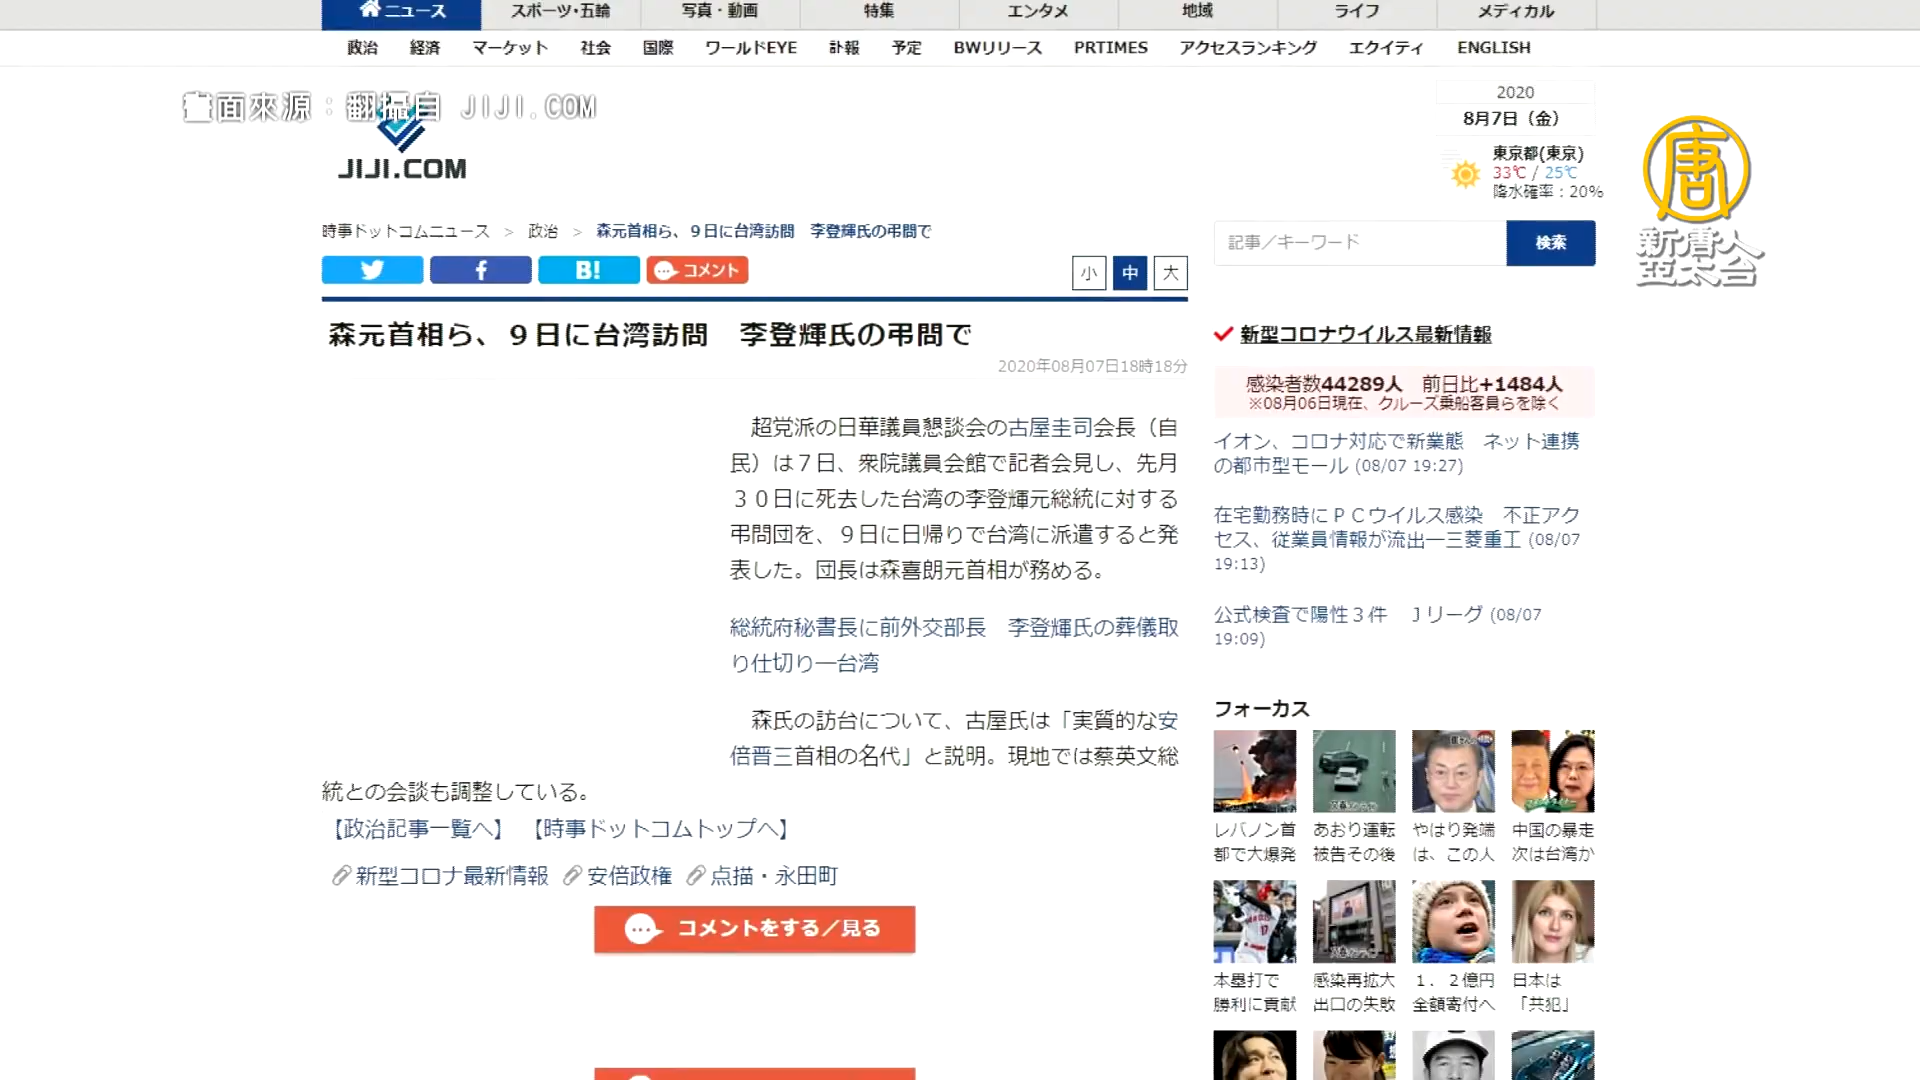 ニュース
スポーツ・五輪
写真・動画
特集
エンタメ
地域
ライフ
メディカル
政治 経済 マーケット 社会 国際 ワールドEYE 訃報 予定 BWリリース PRTIMES アクセスランキング エクイティ ENGLISH
畫面來源：翻攝自 JIJI.COM
JIJI.COM
2020
8月7日（金）
東京都(東京)
33℃ / 25℃
降水確率：20%
唐
新唐人
亞太台
時事ドットコムニュース > 政治 > 森元首相ら、９日に台湾訪問　李登輝氏の弔問で
記事／キーワード
検索
B!
コメント
小 中 大
森元首相ら、９日に台湾訪問　李登輝氏の弔問で
2020年08月07日18時18分
超党派の日華議員懇談会の古屋圭司会長（自
民）は７日、衆院議員会館で記者会見し、先月
３０日に死去した台湾の李登輝元総統に対する
弔問団を、９日に日帰りで台湾に派遣すると発
表した。団長は森喜朗元首相が務める。
総統府秘書長に前外交部長　李登輝氏の葬儀取
り仕切り―台湾
森氏の訪台について、古屋氏は「実質的な安
倍晋三首相の名代」と説明。現地では蔡英文総
統との会談も調整している。
【政治記事一覧へ】 【時事ドットコムトップへ】
新型コロナ最新情報 安倍政権 点描・永田町
コメントをする／見る
新型コロナウイルス最新情報
感染者数44289人　前日比+1484人
※08月06日現在、クルーズ乗船客員らを除く
イオン、コロナ対応で新業態　ネット連携
の都市型モール (08/07 19:27)
在宅勤務時にＰＣウイルス感染　不正アク
セス、従業員情報が流出―三菱重工 (08/07
19:13)
公式検査で陽性３件　Ｊリーグ (08/07
19:09)
フォーカス
レバノン首
都で大爆発
あおり運転
被告その後
やはり発端
は、この人
中国の暴走
次は台湾か
本塁打で
勝利に貢献
感染再拡大
出口の失敗
１．２億円
全額寄付へ
日本は
「共犯」